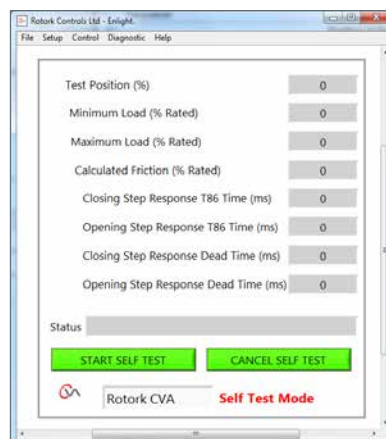 Rotork Controls Ltd - Enlight.
File Setup Control Diagnostic Help
Test Position (%) 0
Minimum Load (% Rated) 0
Maximum Load (% Rated) 0
Calculated Friction (% Rated) 0
Closing Step Response T86 Time (ms) 0
Opening Step Response T86 Time (ms) 0
Closing Step Response Dead Time (ms) 0
Opening Step Response Dead Time (ms) 0
Status
START SELF TEST CANCEL SELF TEST
Rotork CVA Self Test Mode